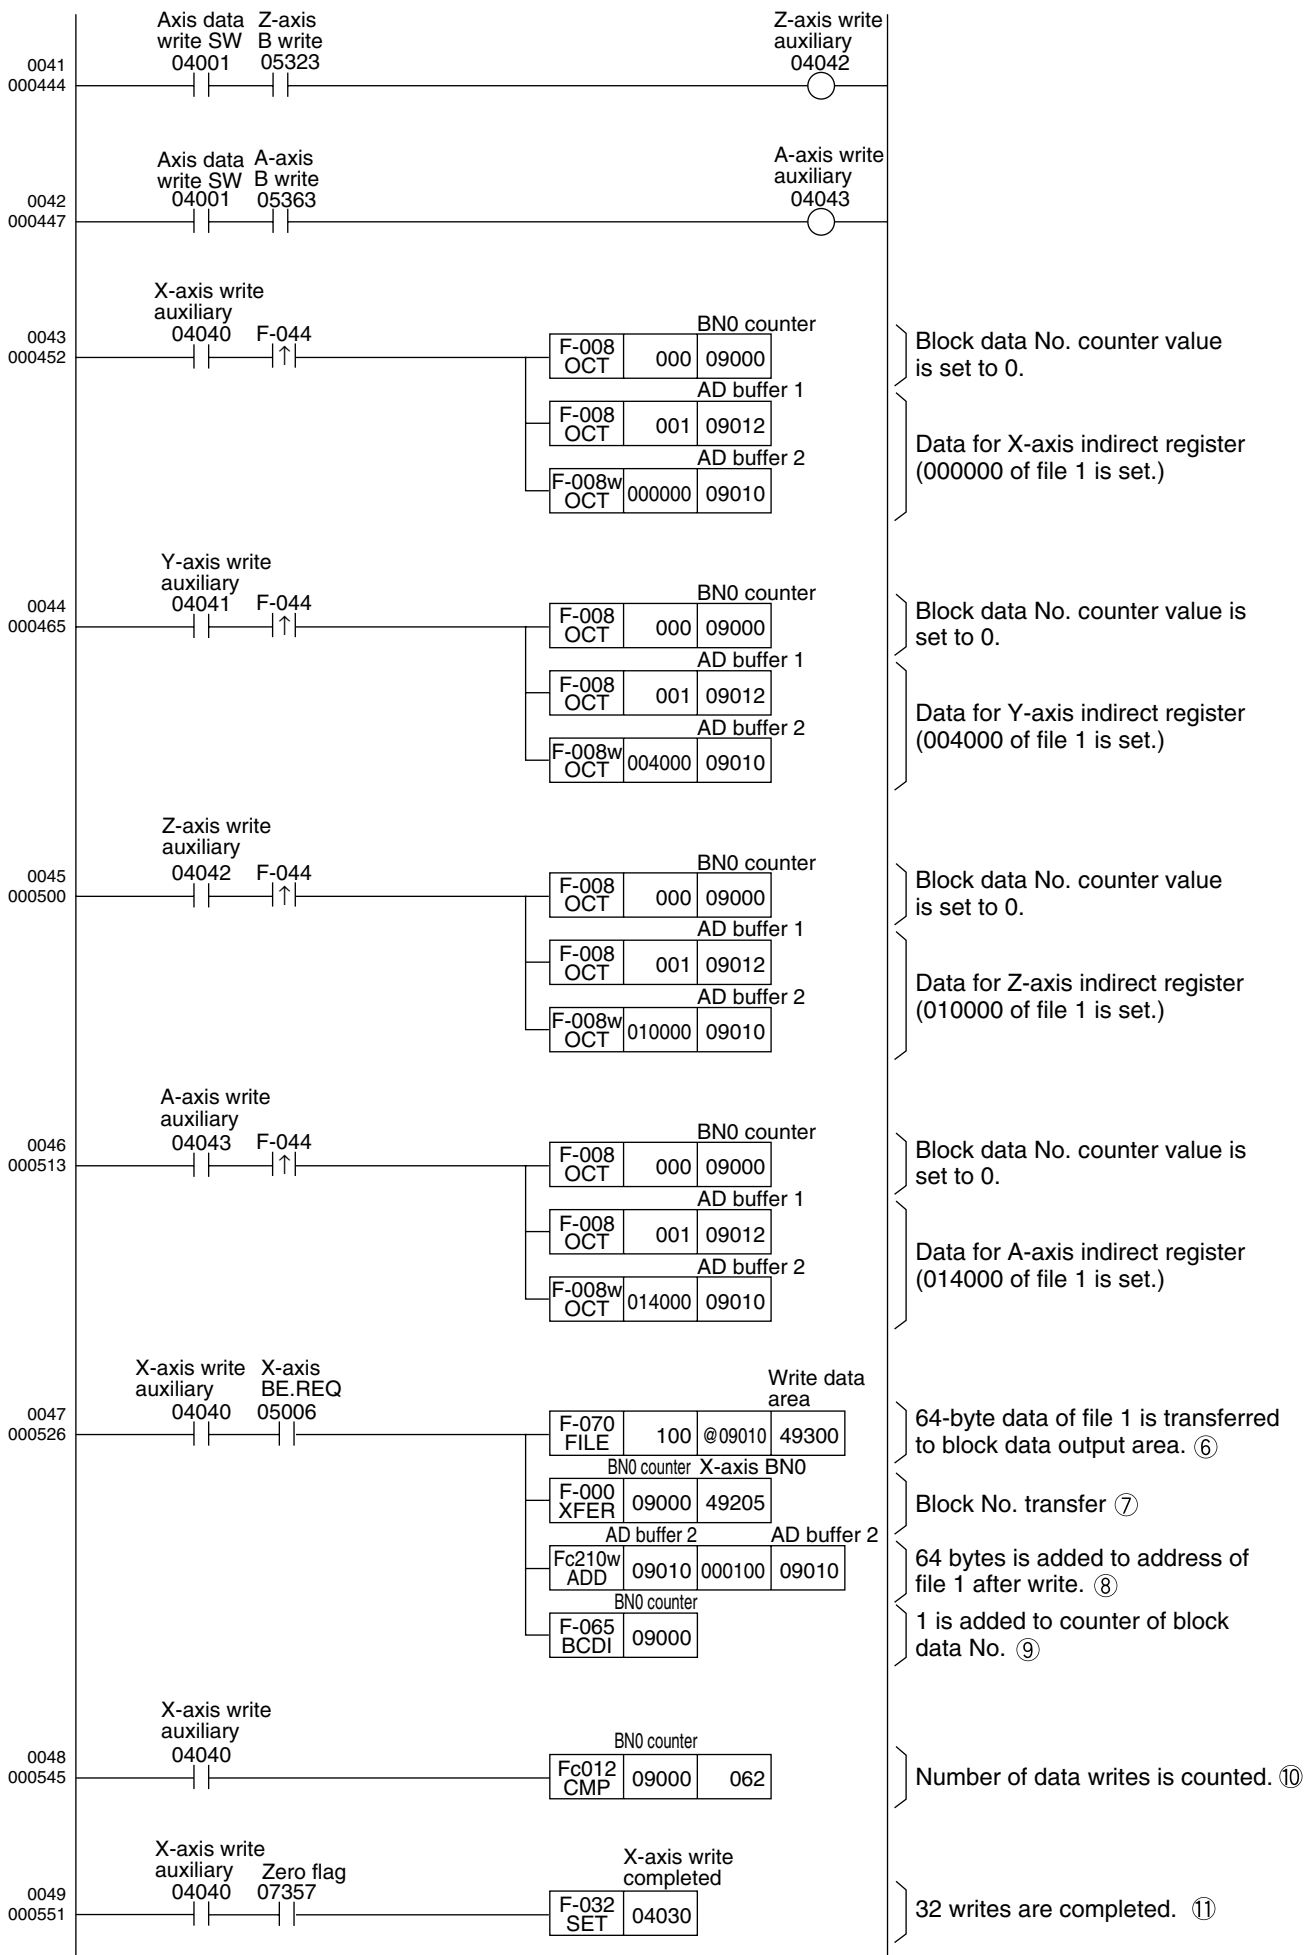 Axis data Z-axis Z-axis write
write SW B write auxiliary
0041 04001 05323 04042
000444
Axis data A-axis A-axis write
write SW B write auxiliary
0042 04001 05363 04043
000447
X-axis write
auxiliary
0043 04040 F-044 BN0 counter
000452 ↑ F-008 OCT 000 09000 Block data No. counter value
is set to 0.
AD buffer 1
F-008 OCT 001 09012 Data for X-axis indirect register
AD buffer 2 (000000 of file 1 is set.)
F-008w OCT 000000 09010
Y-axis write
auxiliary
0044 04041 F-044 BN0 counter
000465 ↑ F-008 OCT 000 09000 Block data No. counter value is
set to 0.
AD buffer 1
F-008 OCT 001 09012 Data for Y-axis indirect register
AD buffer 2 (004000 of file 1 is set.)
F-008w OCT 004000 09010
Z-axis write
auxiliary
0045 04042 F-044 BN0 counter
000500 ↑ F-008 OCT 000 09000 Block data No. counter value
is set to 0.
AD buffer 1
F-008 OCT 001 09012 Data for Z-axis indirect register
AD buffer 2 (010000 of file 1 is set.)
F-008w OCT 010000 09010
A-axis write
auxiliary
0046 04043 F-044 BN0 counter
000513 ↑ F-008 OCT 000 09000 Block data No. counter value is
set to 0.
AD buffer 1
F-008 OCT 001 09012 Data for A-axis indirect register
AD buffer 2 (014000 of file 1 is set.)
F-008w OCT 014000 09010
X-axis write X-axis Write data
auxiliary BE.REQ area
0047 04040 05006
000526 F-070 FILE 100 @09010 49300 64-byte data of file 1 is transferred
to block data output area. ⑥
BN0 counter X-axis BN0
F-000 XFER 09000 49205 Block No. transfer ⑦
AD buffer 2 AD buffer 2
Fc210w ADD 09010 000100 09010 64 bytes is added to address of
file 1 after write. ⑧
BN0 counter
F-065 BCDI 09000 1 is added to counter of block
data No. ⑨
X-axis write
auxiliary
0048 04040 BN0 counter
000545 Fc012 CMP 09000 062 Number of data writes is counted. ⑩
X-axis write X-axis write
auxiliary Zero flag completed
0049 04040 07357
000551 F-032 SET 04030 32 writes are completed. ⑪